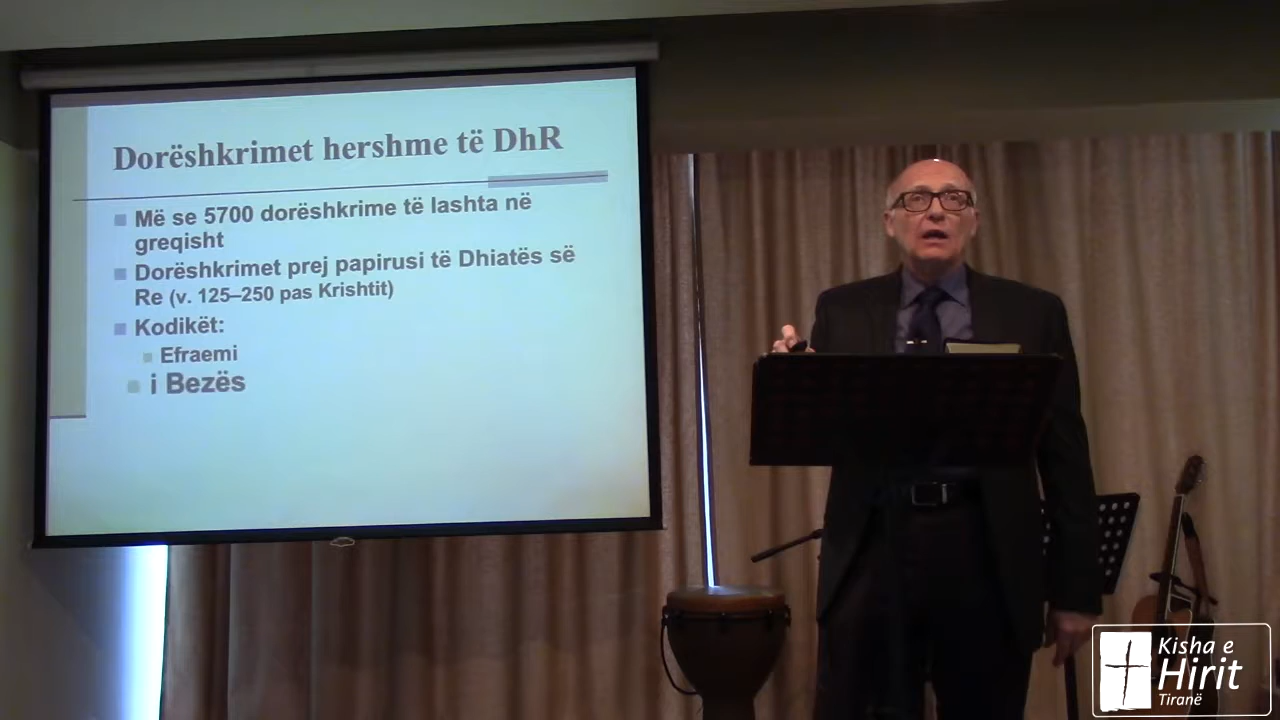 Dorëshkrimet hershme të DhR
Më se 5700 dorëshkrime të lashta në
greqisht
Dorëshkrimet prej papirusi të Dhiatës së
Re (v. 125–250 pas Krishtit)
Kodikët:
Efraemi
i Bezës
Kisha e
Hirit
Tiranë